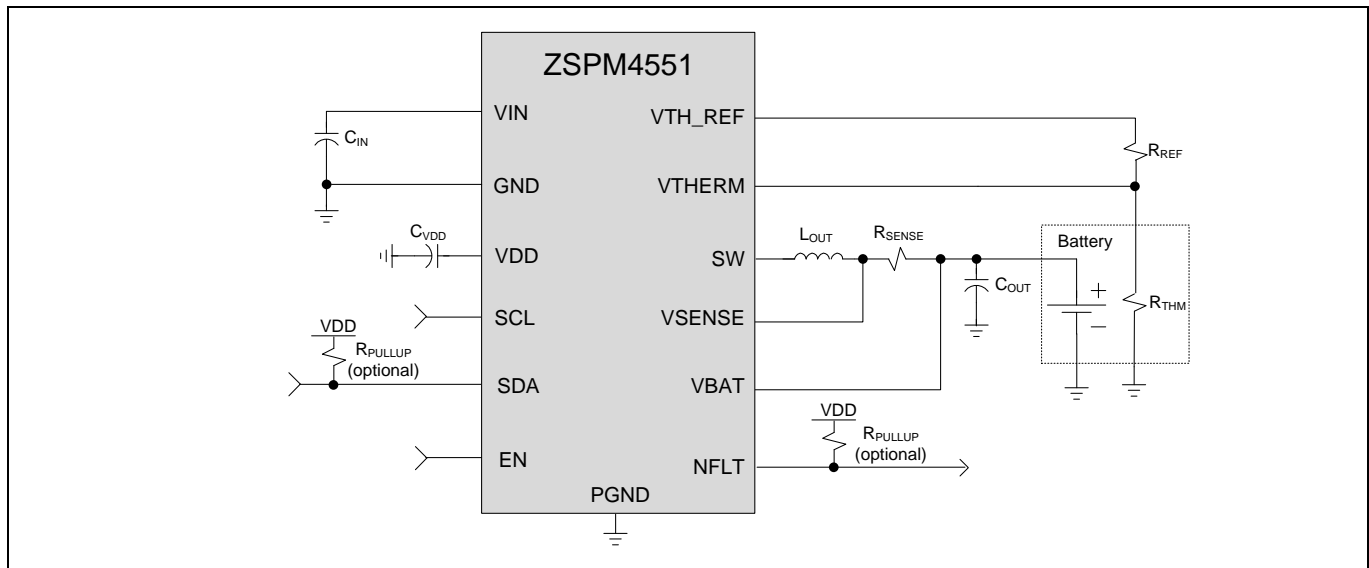 ZSPM4551
VIN
VTH_REF
CIN
RREF
GND
VTHERM
CVDD
VDD
LOUT
RSENSE
Battery
SW
COUT
+
RTHM
SCL
VSENSE
−
VDD
RPULLUP
(optional)
SDA
VBAT
VDD
RPULLUP
(optional)
EN
NFLT
PGND